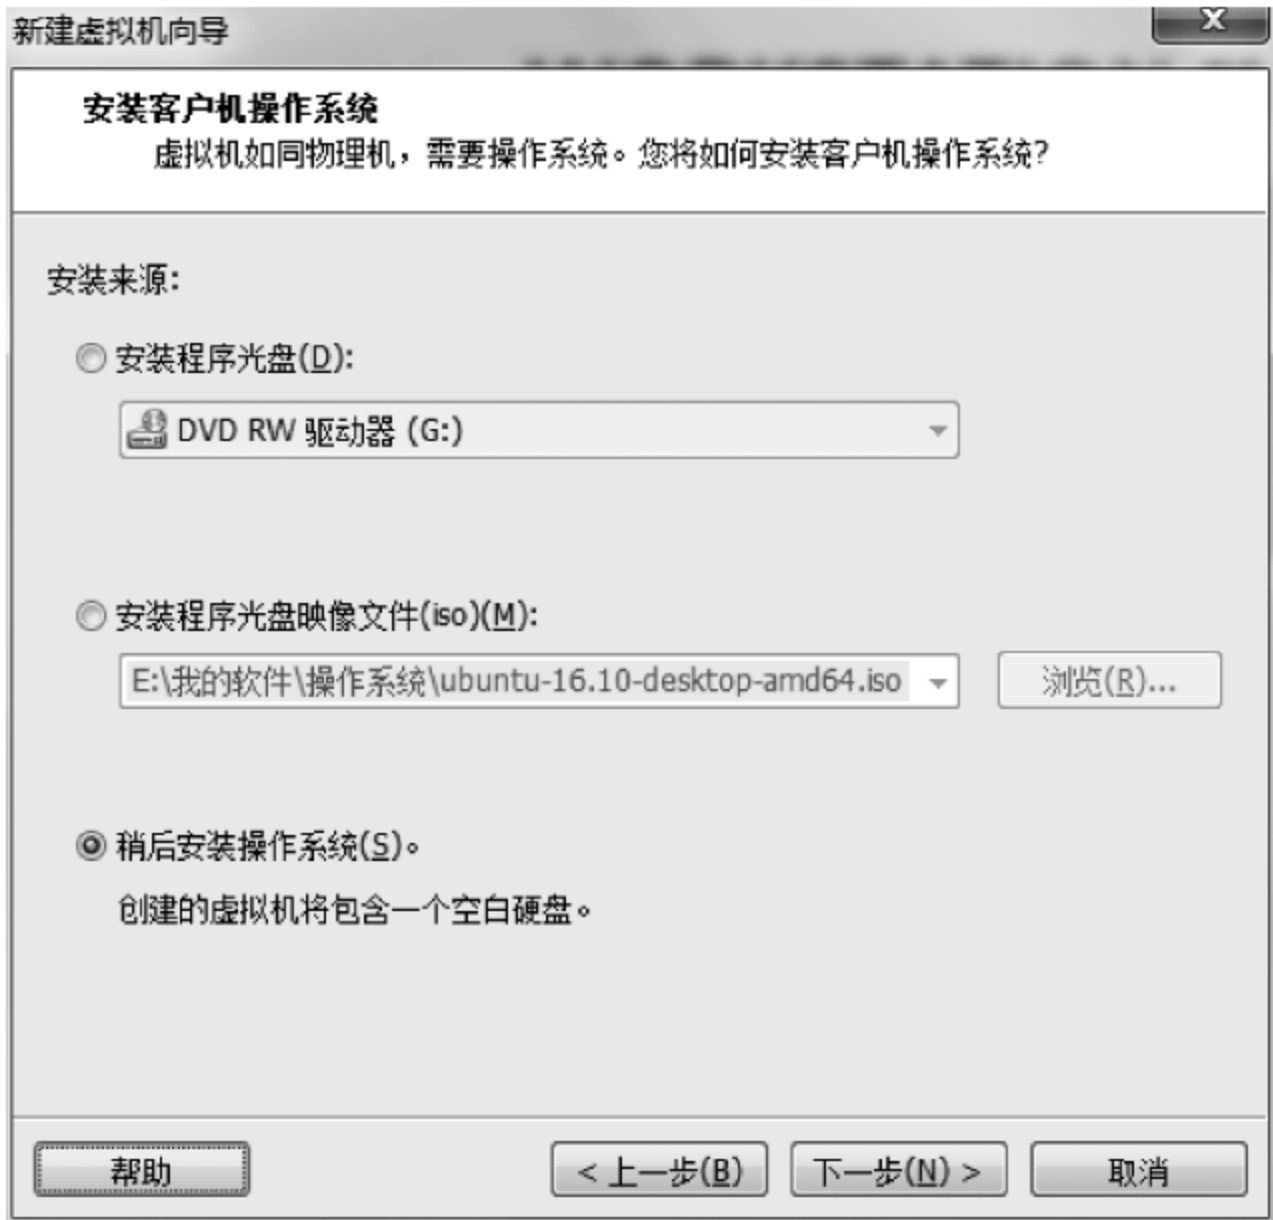 新建虚拟机向导
安装客户机操作系统
虚拟机如同物理机，需要操作系统。您将如何安装客户机操作系统?
安装来源:
安装程序光盘(D):
DVD RW 驱动器 (G:)
安装程序光盘映像文件(iso)(M):
E:\我的软件\操作系统\ubuntu-16.10-desktop-amd64.iso
浏览(R)...
稍后安装操作系统(S)。
创建的虚拟机将包含一个空白硬盘。
帮助
< 上一步(B)
下一步(N) >
取消